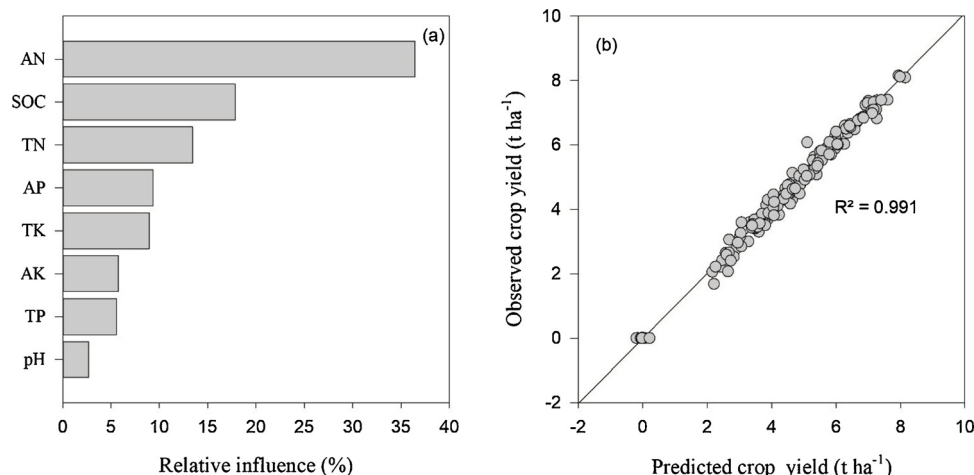 (a)
AN
SOC
TN
AP
TK
AK
TP
pH
0 5 10 15 20 25 30 35 40
Relative influence (%)
(b)
Observed crop yield (t ha⁻¹)
10
8
6
4
2
0
-2
R² = 0.991
-2 0 2 4 6 8 10
Predicted crop yield (t ha⁻¹)